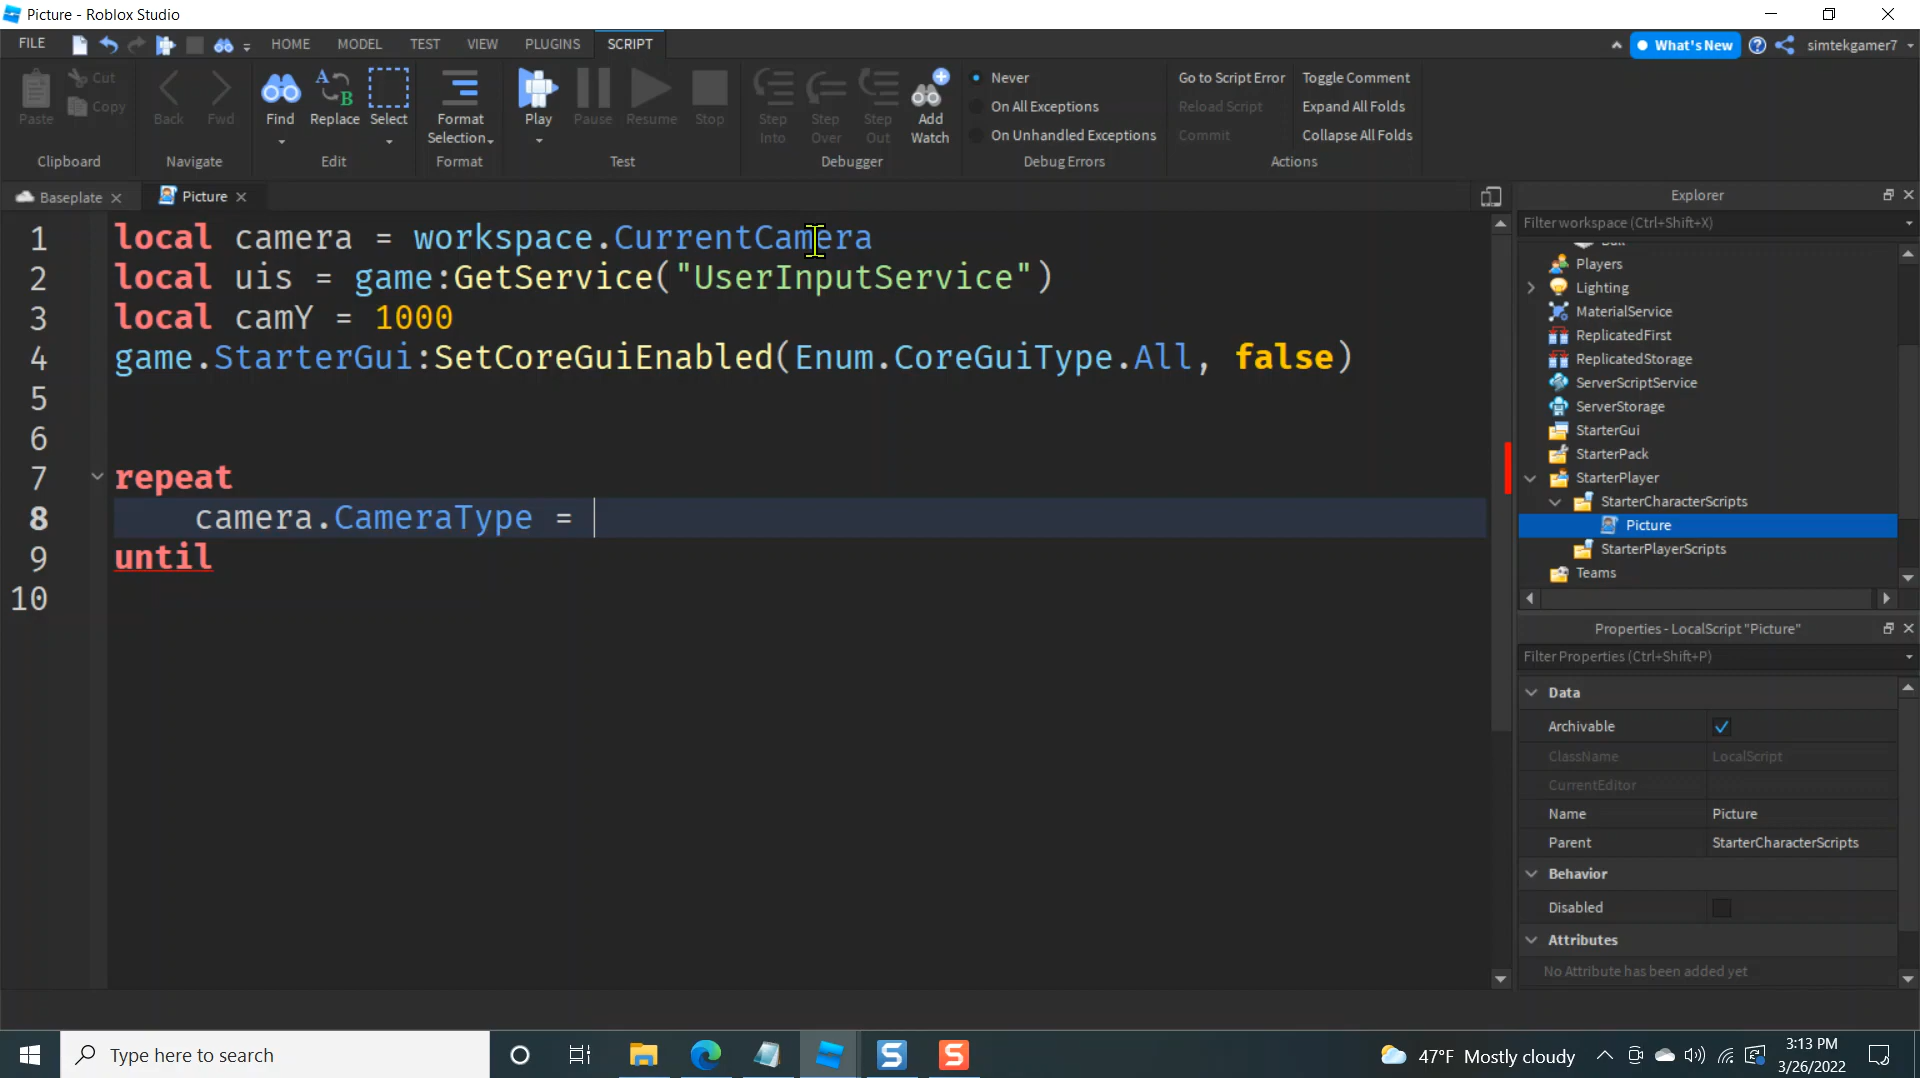 Picture - Roblox Studio
FILE HOME MODEL TEST VIEW PLUGINS SCRIPT What's New simtekgamer7
Paste Cut Copy Back Fwd Find Replace Select Format Selection Play Pause Resume Stop Step Into Step Over Step Out Add Watch
Never Go to Script Error Toggle Comment
On All Exceptions Reload Script Expand All Folds
On Unhandled Exceptions Commit Collapse All Folds
Clipboard Navigate Edit Format Test Debugger Debug Errors Actions
Baseplate Picture
1 local camera = workspace.CurrentCamera
2 local uis = game:GetService("UserInputService")
3 local camY = 1000
4 game.StarterGui:SetCoreGuiEnabled(Enum.CoreGuiType.All, false)
5
6
7 repeat
8 camera.CameraType =
9 until
10
Explorer
Filter workspace (Ctrl+Shift+X)
Players
Lighting
MaterialService
ReplicatedFirst
ReplicatedStorage
ServerScriptService
ServerStorage
StarterGui
StarterPack
StarterPlayer
StarterCharacterScripts
Picture
StarterPlayerScripts
Teams
Properties - LocalScript "Picture"
Filter Properties (Ctrl+Shift+P)
Data
Archivable
ClassName LocalScript
CurrentEditor
Name Picture
Parent StarterCharacterScripts
Behavior
Disabled
Attributes
No Attribute has been added yet
Type here to search
47°F Mostly cloudy
3:13 PM
3/26/2022